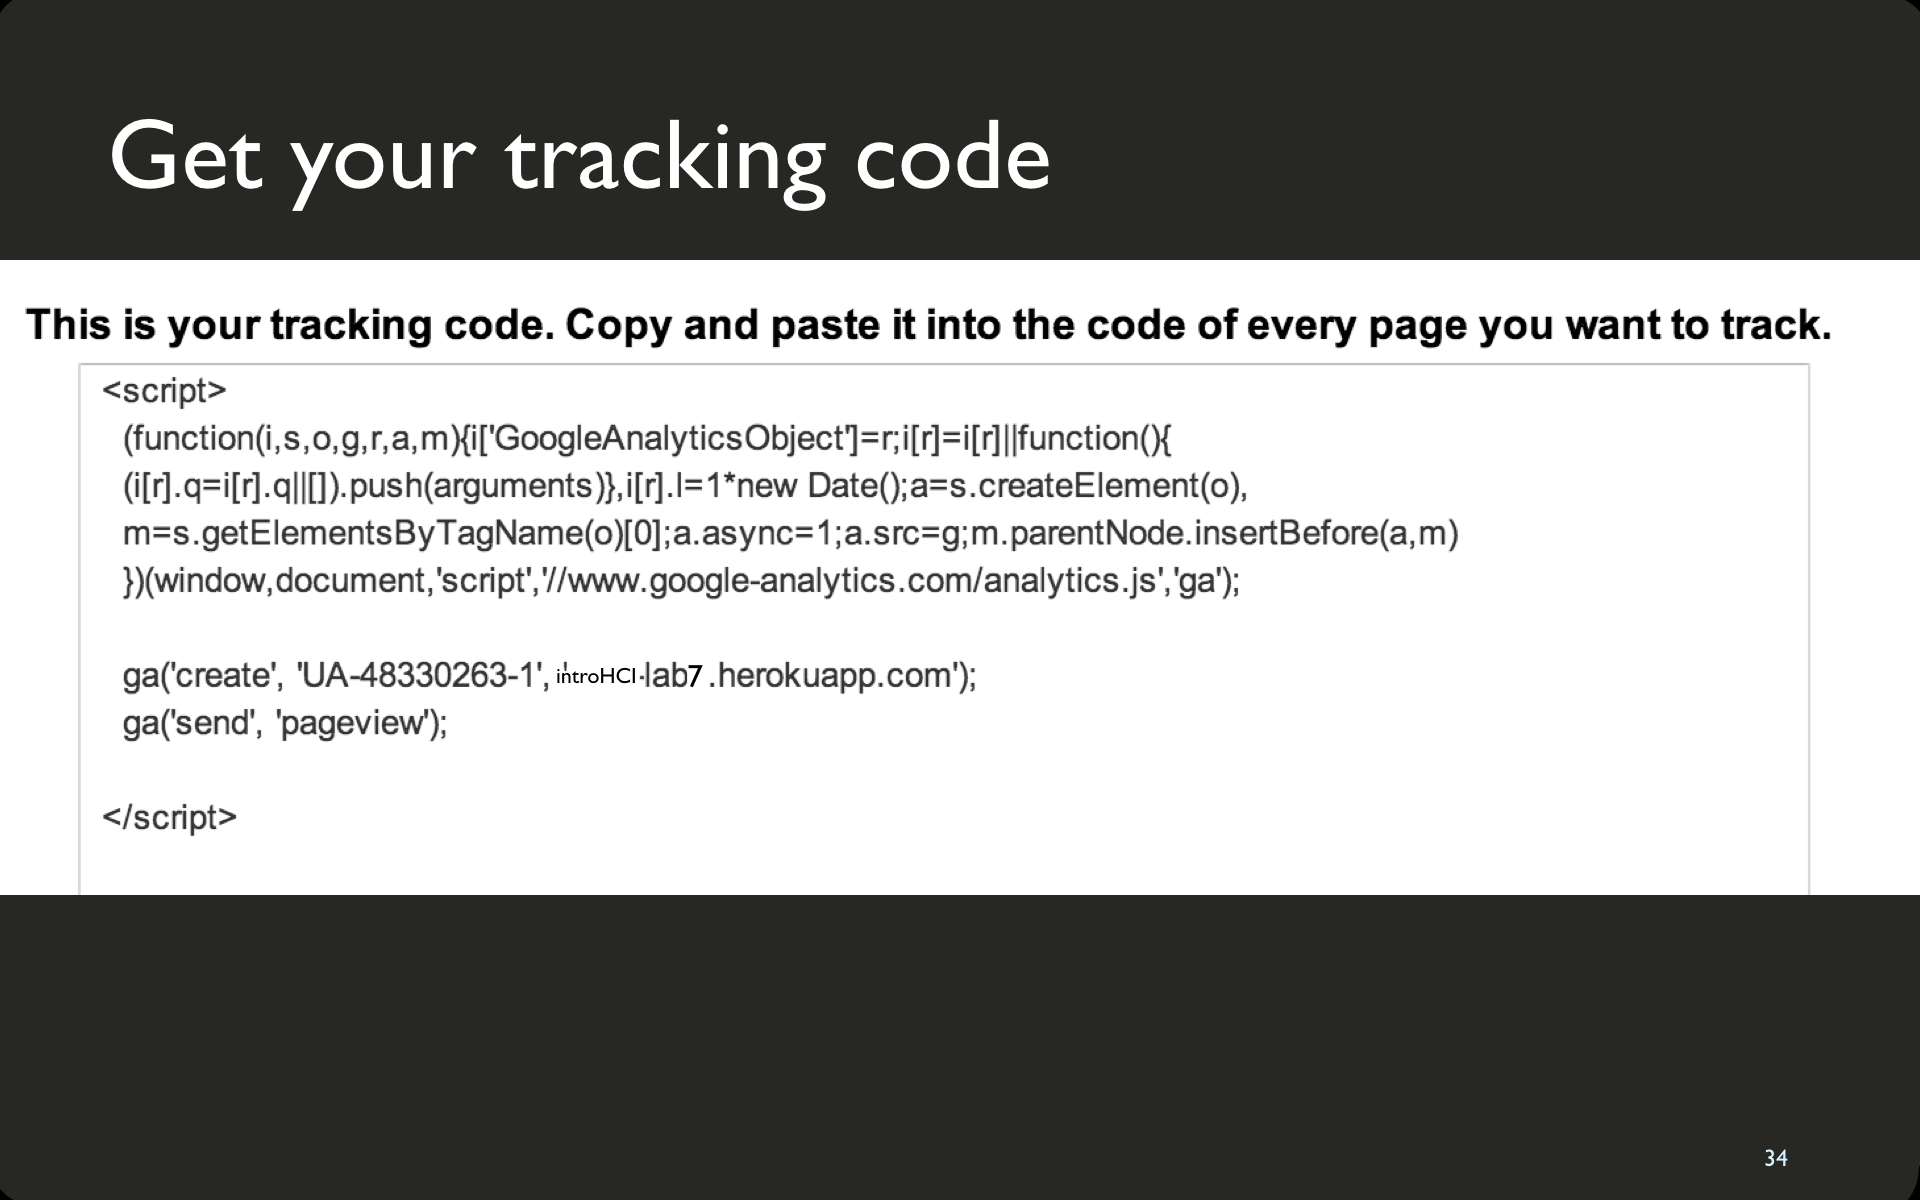 Get your tracking code
This is your tracking code. Copy and paste it into the code of every page you want to track.
<script>
(function(i,s,o,g,r,a,m){i['GoogleAnalyticsObject']=r;i[r]=i[r]||function(){
(i[r].q=i[r].q||[]).push(arguments)},i[r].l=1*new Date();a=s.createElement(o),
m=s.getElementsByTagName(o)[0];a.async=1;a.src=g;m.parentNode.insertBefore(a,m)
})(window,document,'script','//www.google-analytics.com/analytics.js','ga');
ga('create', 'UA-48330263-1', 'introHCI-lab7.herokuapp.com');
ga('send', 'pageview');
</script>
34